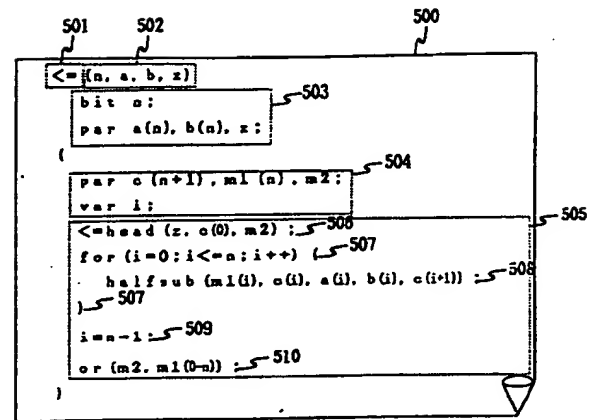 501 502 500
<= (n, a, b, z)
bit n; 503
par a(n), b(n), z;
{ 504
par c(n+1), m1(n), m2;
var i; 505
<=head (z, c(0), m2) ; 506
for (i=0; i<=n; i++) { 507
halfsub (m1(i), c(i), a(i), b(i), c(i+1)) ; 508
} 507
i=n-1; 509
or (m2, m1(0-n)) ; 510
}